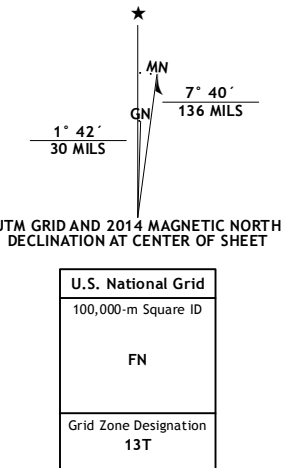 ★
MN
7° 40´
136 MILS
GN
1° 42´
30 MILS
UTM GRID AND 2014 MAGNETIC NORTH
DECLINATION AT CENTER OF SHEET
U.S. National Grid
100,000-m Square ID
FN
Grid Zone Designation
13T